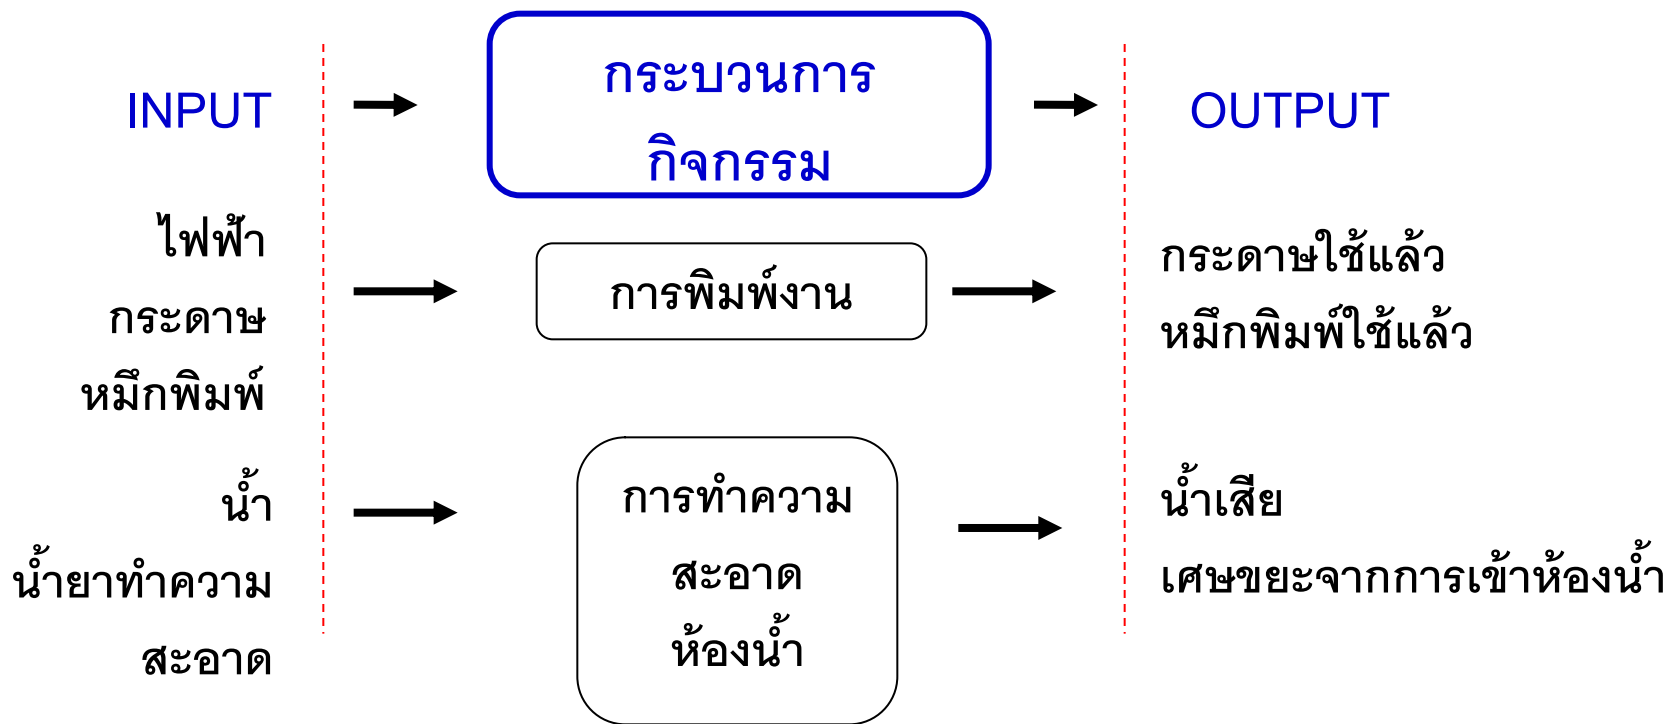 INPUT
กระบวนการ
กิจกรรม
OUTPUT
ไฟฟ้า
กระดาษ
หมึกพิมพ์
การพิมพ์งาน
กระดาษใช้แล้ว
หมึกพิมพ์ใช้แล้ว
น้ำ
น้ำยาทำความ
สะอาด
การทำความ
สะอาด
ห้องน้ำ
น้ำเสีย
เศษขยะจากการเข้าห้องน้ำ